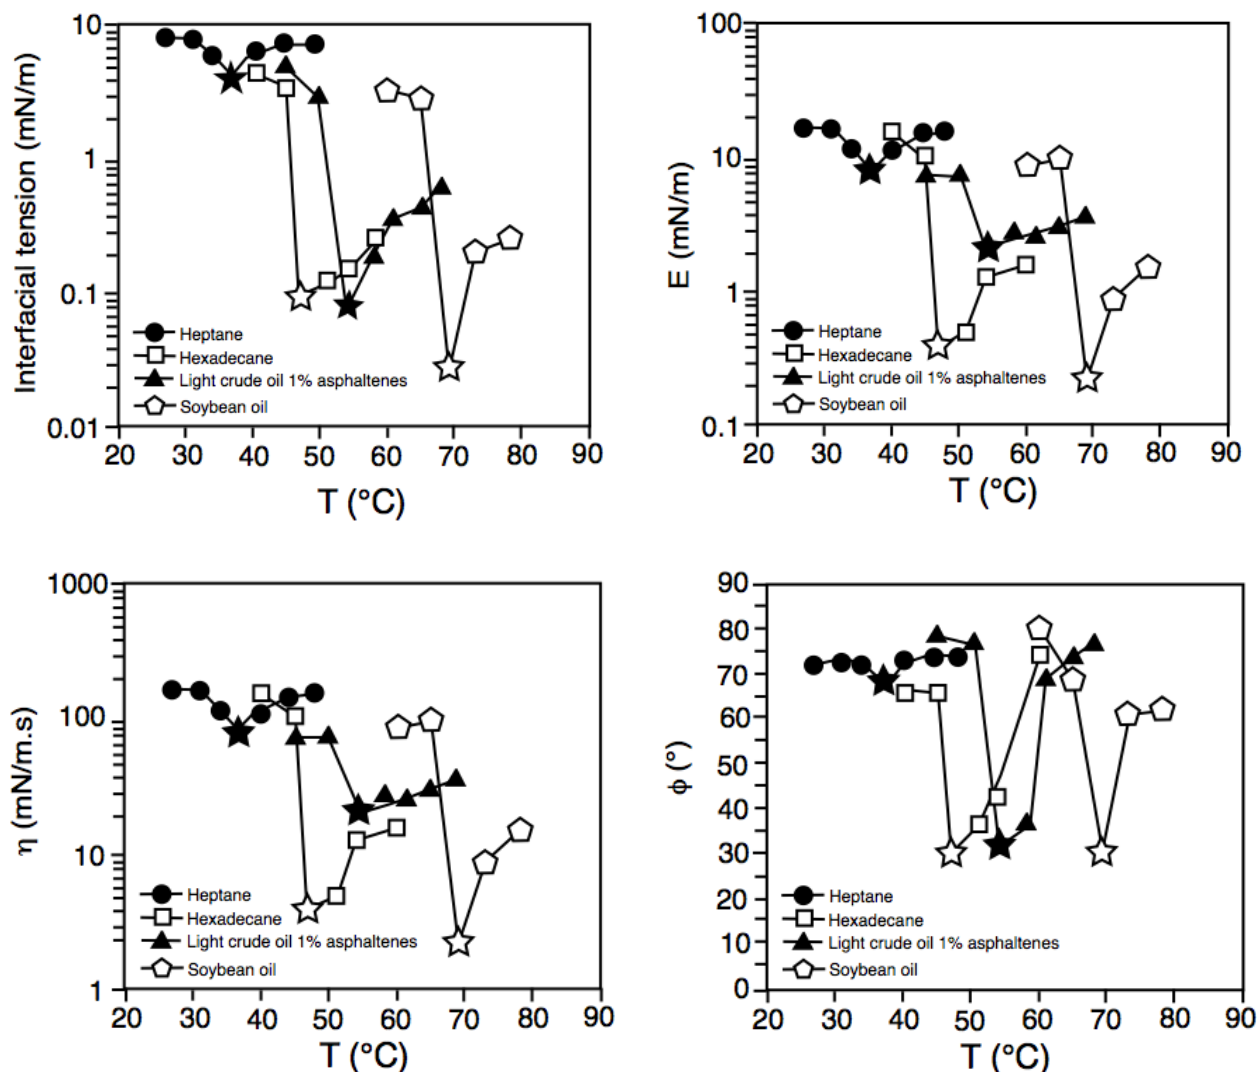 Interfacial tension (mN/m)
10
1
0.1
0.01
Heptane
Hexadecane
Light crude oil 1% asphaltenes
Soybean oil
20 30 40 50 60 70 80 90
T (°C)
E (mN/m)
100
10
1
0.1
Heptane
Hexadecane
Light crude oil 1% asphaltenes
Soybean oil
20 30 40 50 60 70 80 90
T (°C)
η (mN/m.s)
1000
100
10
1
Heptane
Hexadecane
Light crude oil 1% asphaltenes
Soybean oil
20 30 40 50 60 70 80 90
T (°C)
ϕ (°)
90
80
70
60
50
40
30
20
10
0
Heptane
Hexadecane
Light crude oil 1% asphaltenes
Soybean oil
20 30 40 50 60 70 80 90
T (°C)